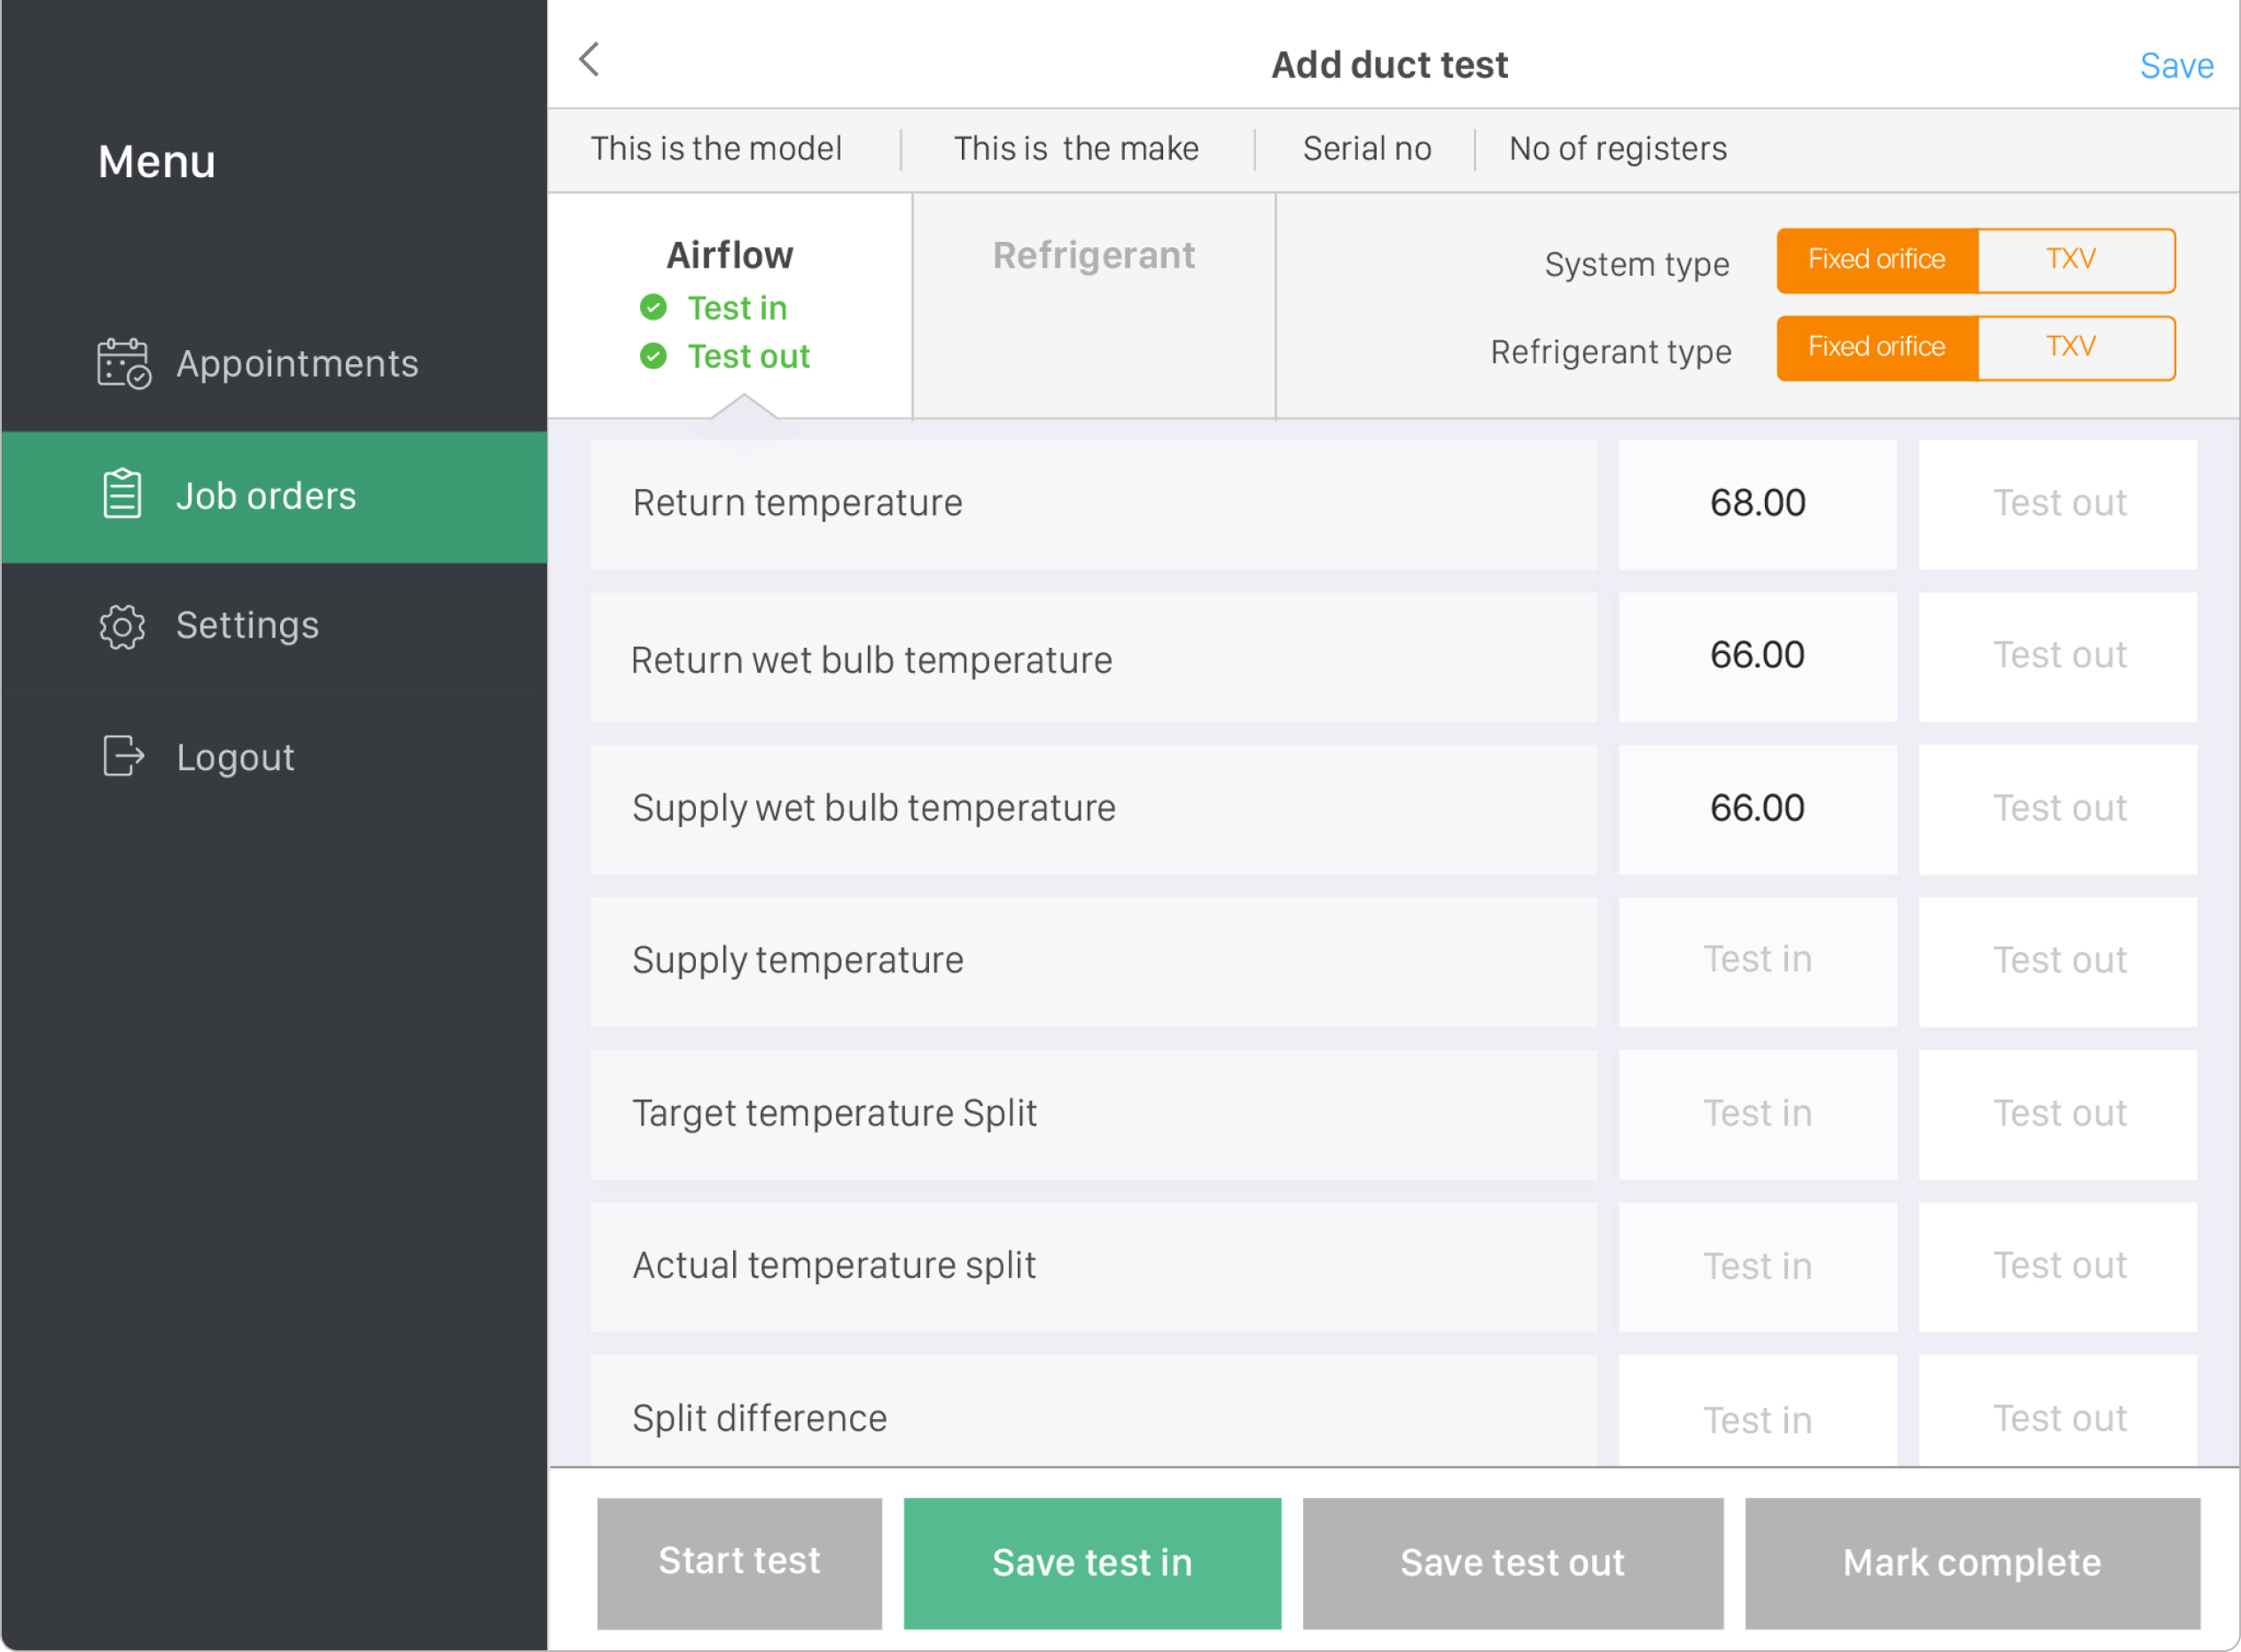 Add duct test
Save
Menu
This is the model
This is  the make
Serial no
No of registers
Airflow
Test in
Test out
Refrigerant
System type
Fixed orifice
TXV
Refrigerant type
Fixed orifice
TXV
Appointments
Job orders
Settings
Logout
Return temperature
68.00
Test out
Return wet bulb temperature
66.00
Test out
Supply wet bulb temperature
66.00
Test out
Supply temperature
Test in
Test out
Target temperature Split
Test in
Test out
Actual temperature split
Test in
Test out
Split difference
Test in
Test out
Start test
Save test in
Save test out
Mark complete